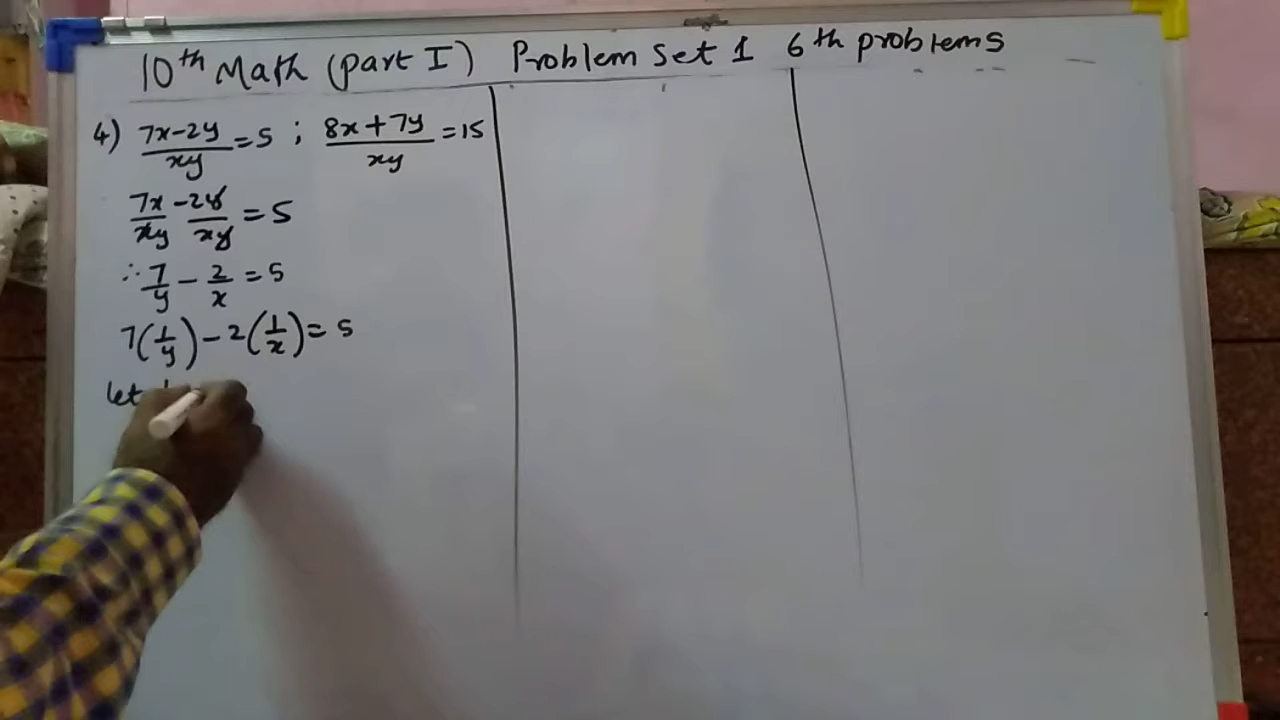 10th Math (part I) Problem Set 1 6th problems
4) 7x-2y/xy = 5 ; 8x+7y/xy = 15
7x/xy - 2y/xy = 5
∴ 7/y - 2/x = 5
7(1/y) - 2(1/x) = 5
let